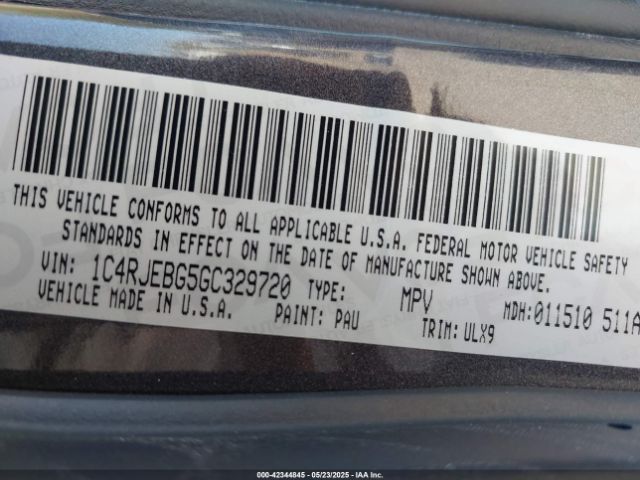 THIS VEHICLE CONFORMS TO ALL APPLICABLE U.S.A. FEDERAL MOTOR VEHICLE SAFETY
STANDARDS IN EFFECT ON THE DATE OF MANUFACTURE SHOWN ABOVE.
VIN: 1C4RJEBG5GC329720 TYPE: MPV MDH:011510 511A
VEHICLE MADE IN U.S.A. PAINT: PAU TRIM: ULX9
000-42344845 - 05/23/2025 - IAA Inc.